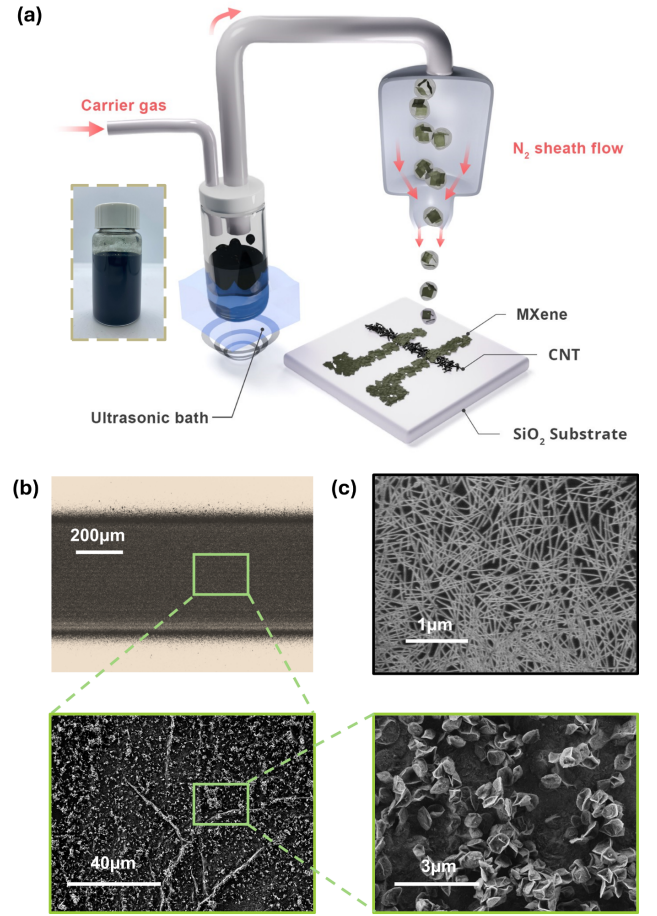 (a)
Carrier gas
N₂ sheath flow
MXene
CNT
Ultrasonic bath
SiO₂ Substrate
(b)
(c)
200µm
1µm
40µm
3µm